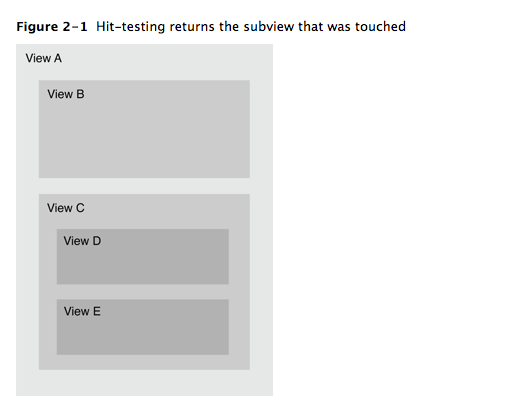 Figure 2–1 Hit-testing returns the subview that was touched
View A
View B
View C
View D
View E